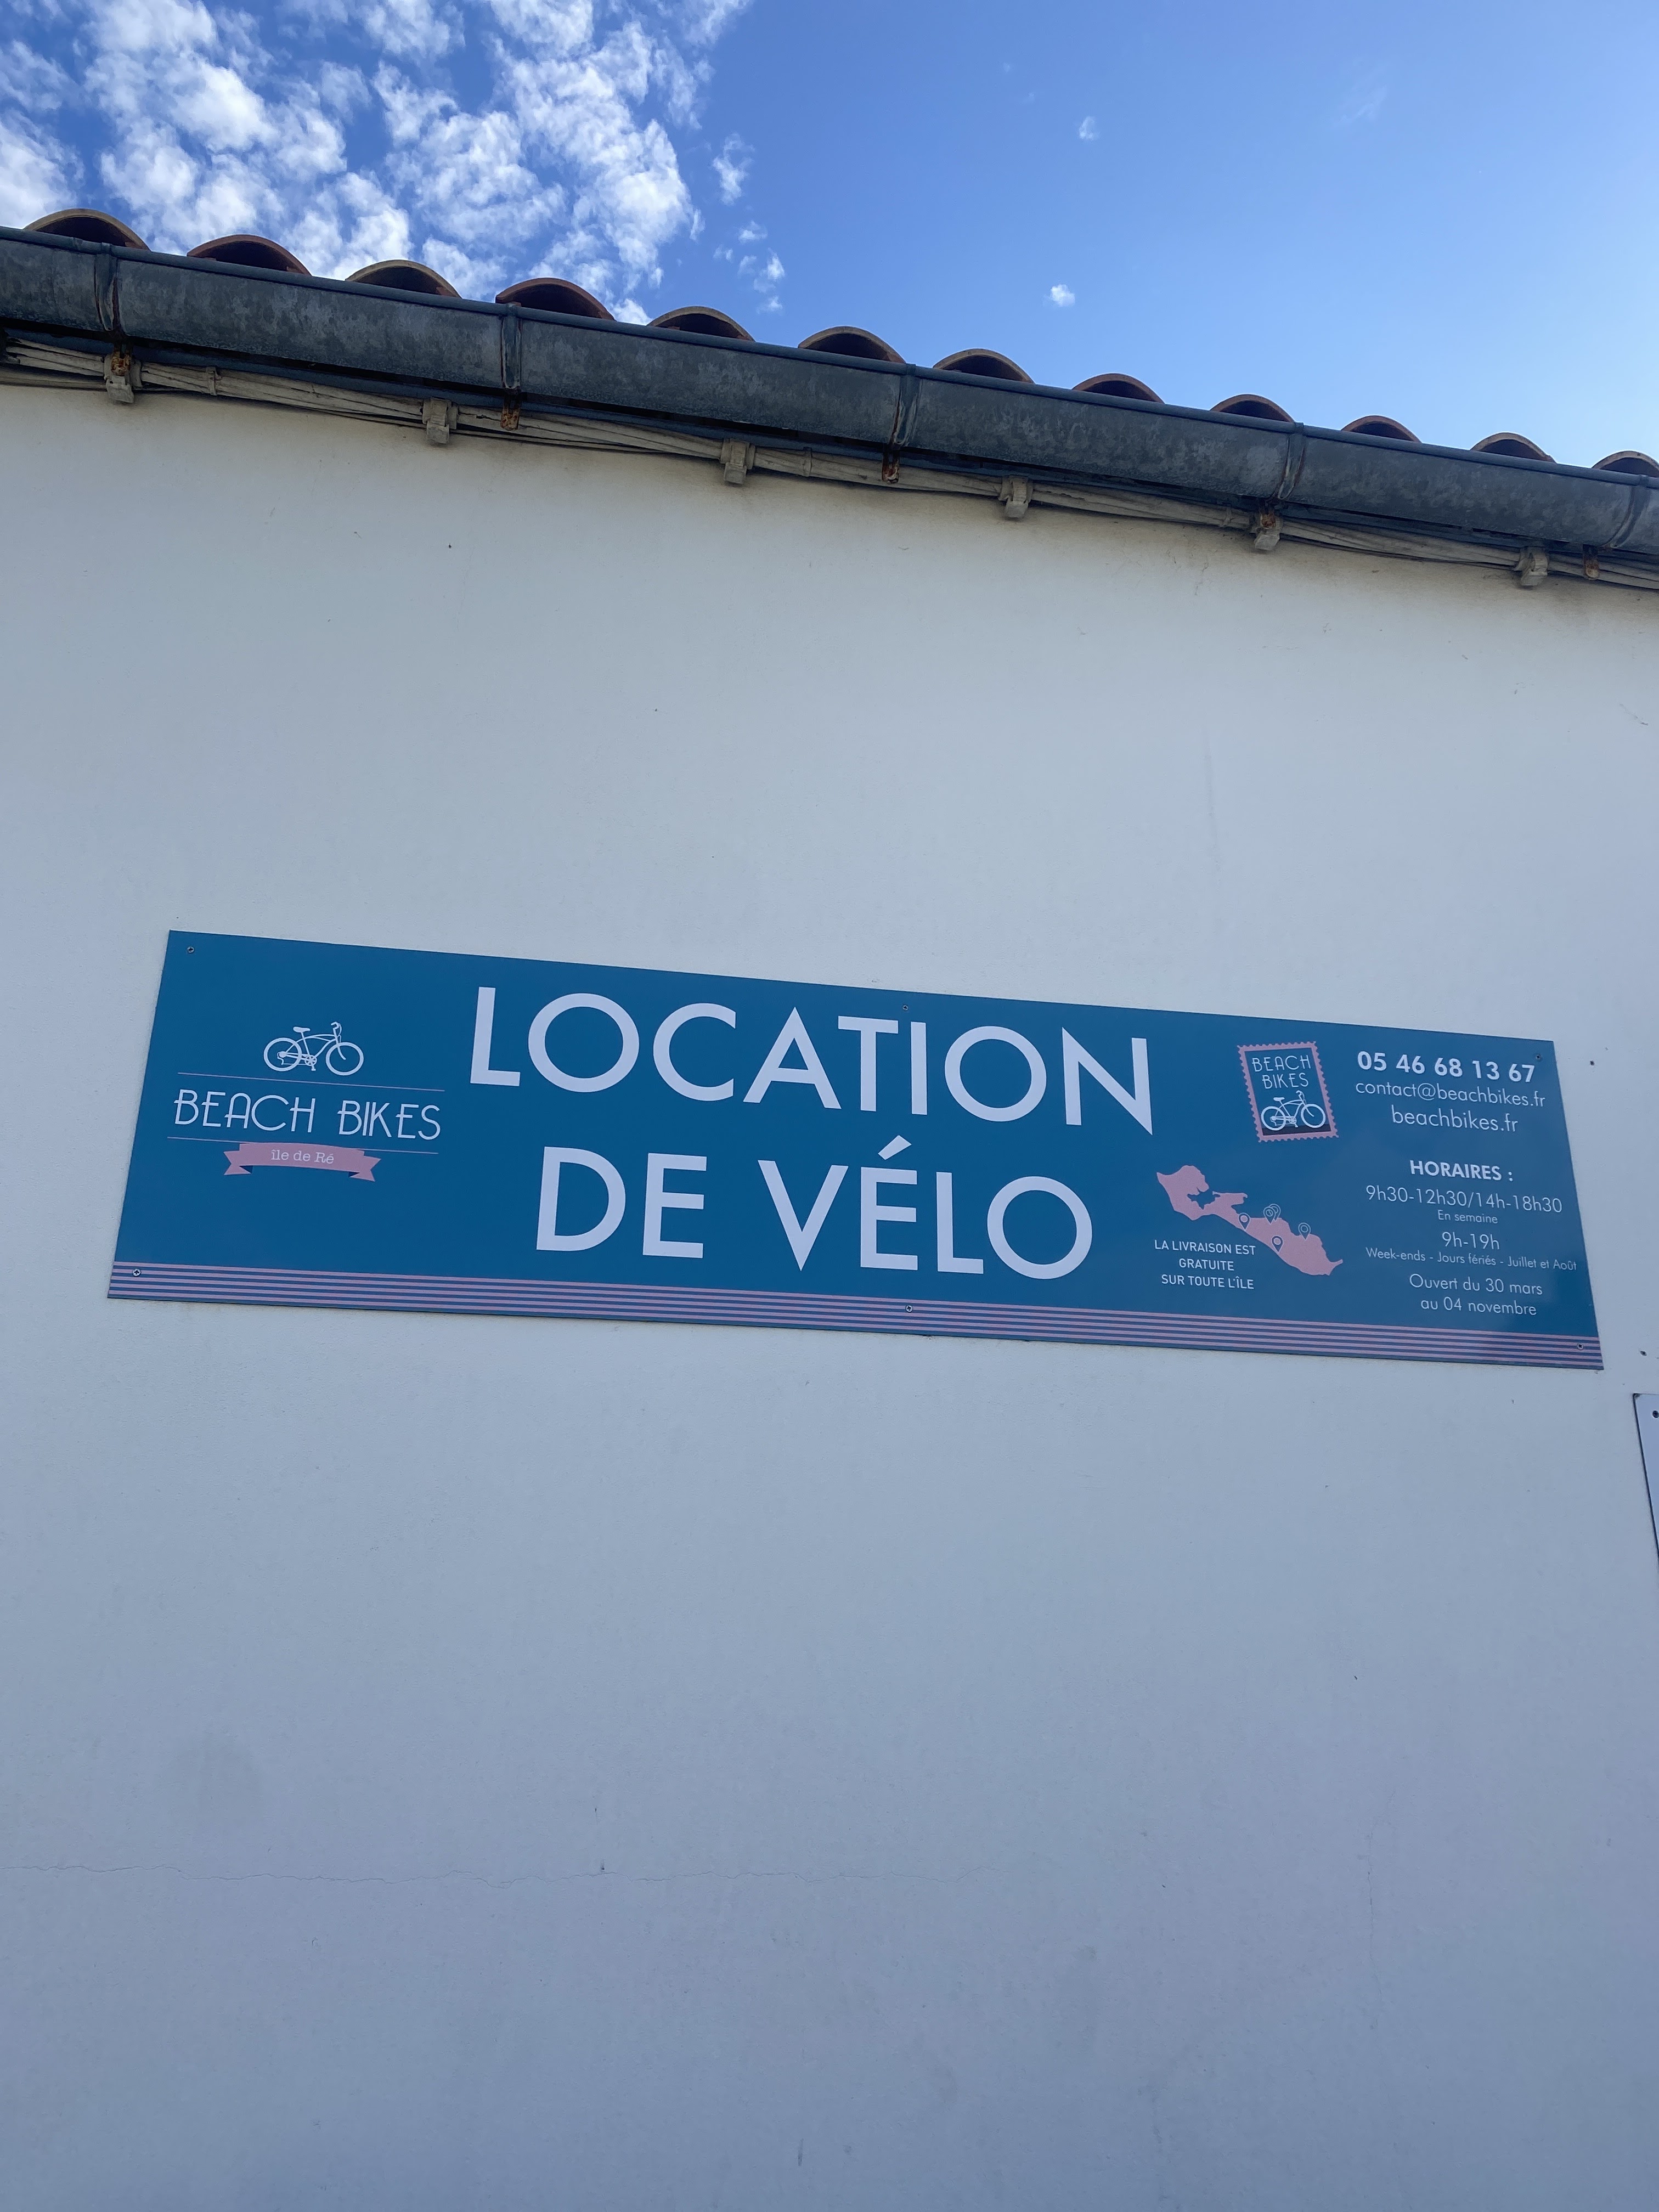 BEACH BIKES
île de Ré
LOCATION
DE VÉLO
BEACH
BIKES
LA LIVRAISON EST
GRATUITE
SUR TOUTE L'ÎLE
05 46 68 13 67
contact@beachbikes.fr
beachbikes.fr
HORAIRES :
9h30-12h30/14h-18h30
En semaine
9h-19h
Week-ends - Jours fériés - Juillet et Août
Ouvert du 30 mars
au 04 novembre